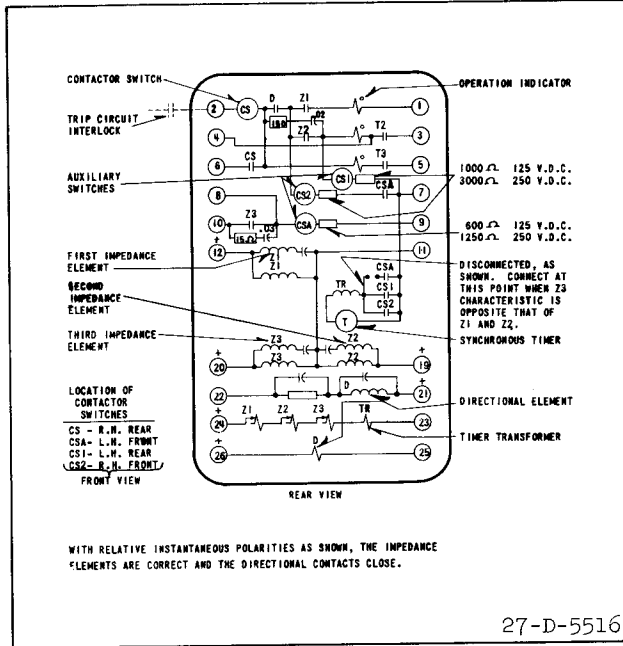 CONTACTOR SWITCH
TRIP CIRCUIT
INTERLOCK
AUXILIARY
SWITCHES
FIRST IMPEDANCE
ELEMENT
SECOND
IMPEDANCE
ELEMENT
THIRD IMPEDANCE
ELEMENT
LOCATION OF
CONTACTOR
SWITCHES
CS - R.H. REAR
CSA- L.H. FRONT
CS1- L.H. REAR
CS2- R.H. FRONT
FRONT VIEW
2 CS D Z1 1
15Ω .02
4 Z2 T2 3
6 CS T3 5
CS1
8 CS2 CSA 7
10 Z3 CSA 9
15Ω .03
+ 12 Z1 11
Z1
CSA
TR CS1
CS2
T
Z3 Z2
+ 20 Z3 Z2 19 +
22 D 21 +
+ 24 Z1 Z2 Z3 TR 23
+ 26 D 25
REAR VIEW
OPERATION INDICATOR
1000Ω 125 V.D.C.
3000Ω 250 V.D.C.
600Ω 125 V.D.C.
1250Ω 250 V.D.C.
DISCONNECTED, AS
SHOWN. CONNECT AT
THIS POINT WHEN Z3
CHARACTERISTIC IS
OPPOSITE THAT OF
Z1 AND Z2.
SYNCHRONOUS TIMER
DIRECTIONAL ELEMENT
TIMER TRANSFORMER
WITH RELATIVE INSTANTANEOUS POLARITIES AS SHOWN, THE IMPEDANCE
ELEMENTS ARE CORRECT AND THE DIRECTIONAL CONTACTS CLOSE.
27-D-5516